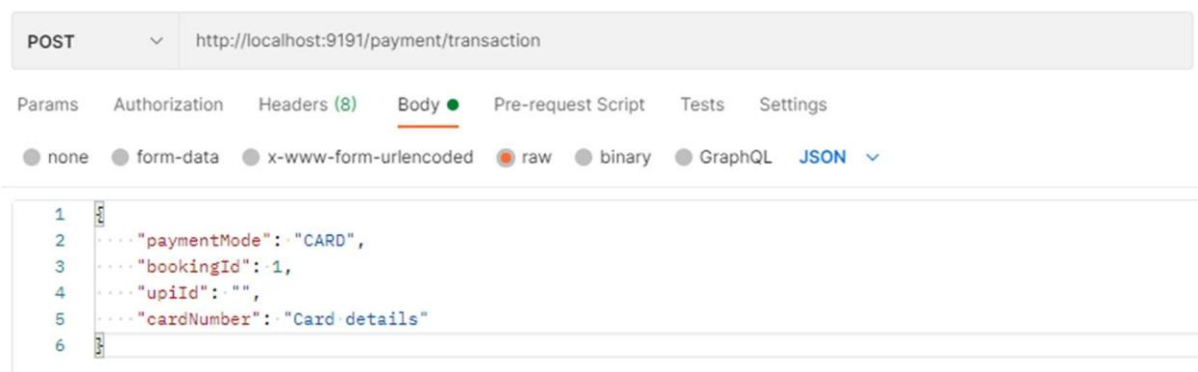 POST http://localhost:9191/payment/transaction
Params Authorization Headers (8) Body Pre-request Script Tests Settings
none form-data x-www-form-urlencoded raw binary GraphQL JSON
1 {
2 "paymentMode": "CARD",
3 "bookingId": 1,
4 "upiId": "",
5 "cardNumber": "Card details"
6 }